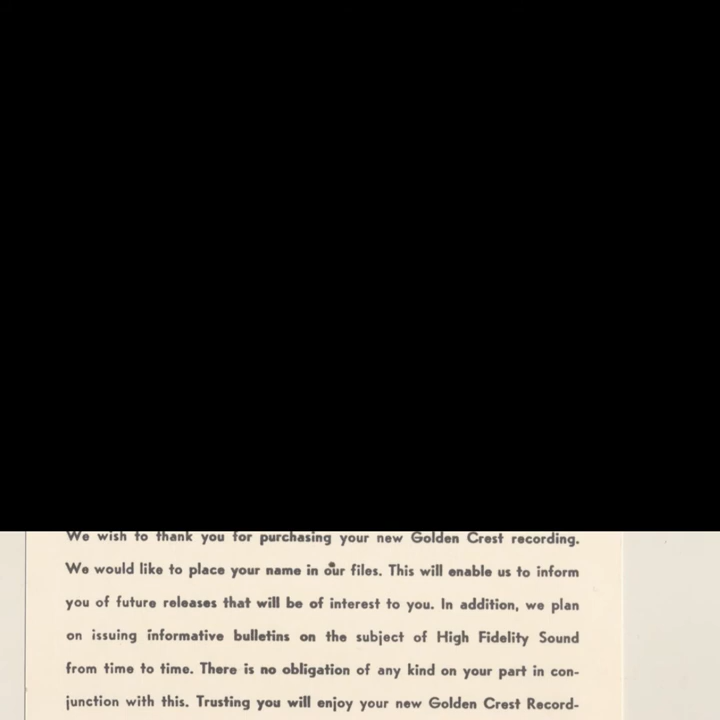 We wish to thank you for purchasing your new Golden Crest recording.
We would like to place your name in our files. This will enable us to inform
you of future releases that will be of interest to you. In addition, we plan
on issuing informative bulletins on the subject of High Fidelity Sound
from time to time. There is no obligation of any kind on your part in con-
junction with this. Trusting you will enjoy your new Golden Crest Record-